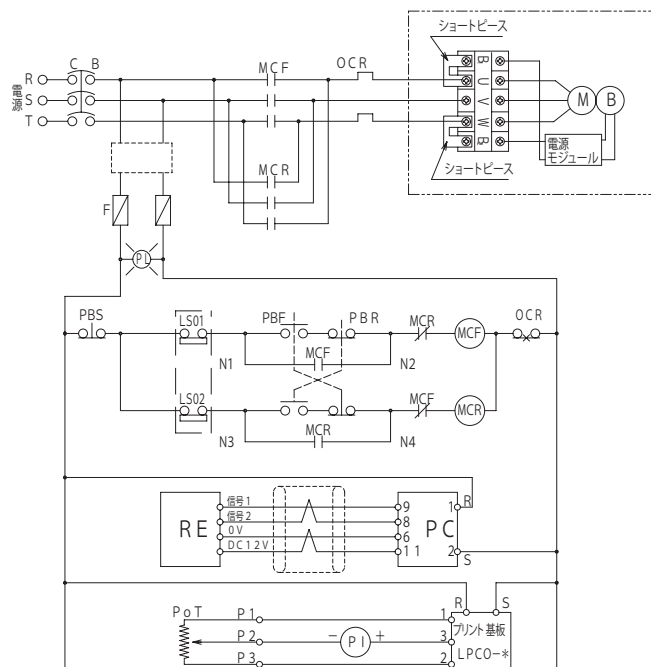 ショートピース
C B
MCF
OCR
R
S
T
電源
B
U
V
W
B
M
B
電源
モジュール
ショートピース
MCR
F
PL
PBS
LS01
PBF
PBR
MCR
MCF
OCR
N1
MCF
N2
LS02
MCF
MCR
N3
MCR
N4
RE
信号1
信号2
0V
DC12V
9
8
6
11
PC
1
R
2
S
R
S
PoT
P1
P2
P3
− PI +
1
3
2
プリント基板
LPCO-*